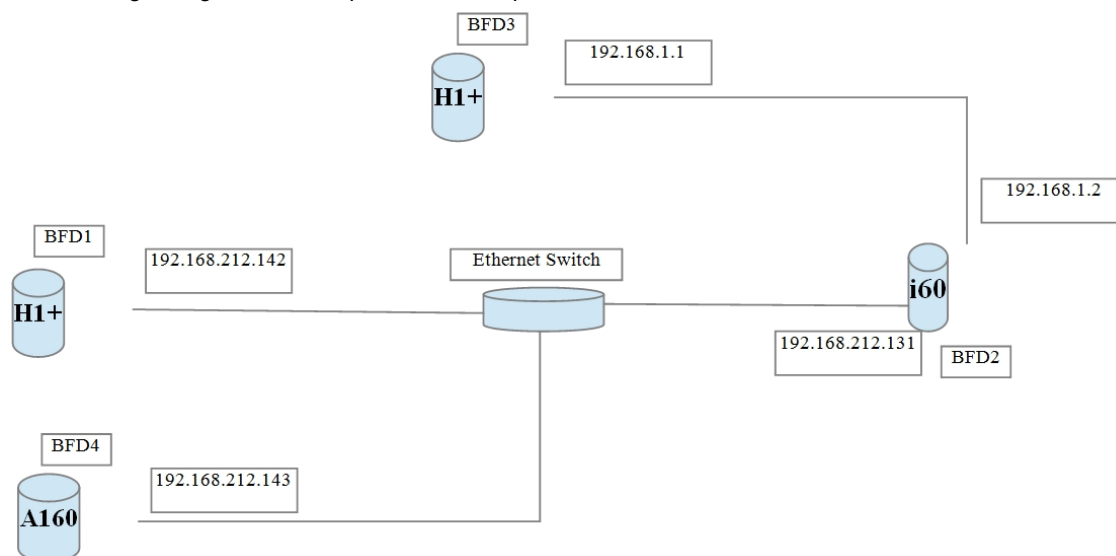 BFD3
192.168.1.1
H1+
192.168.1.2
BFD1
192.168.212.142
Ethernet Switch
H1+
i60
192.168.212.131
BFD2
BFD4
192.168.212.143
A160